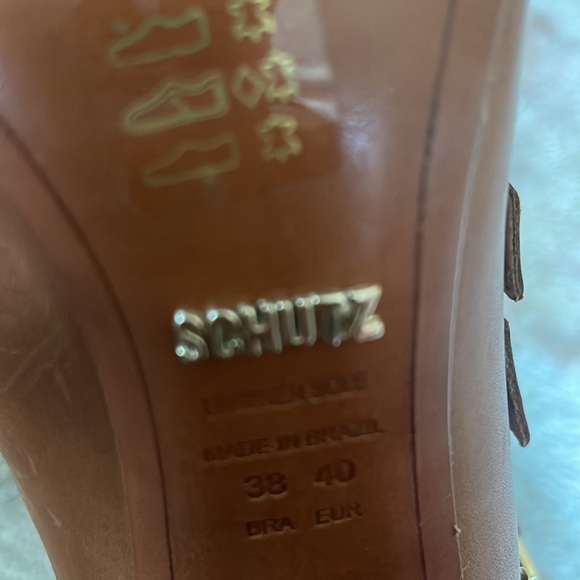 SCHUTZ
LEATHER SOLE
MADE IN BRAZIL
38 40
BRA EUR